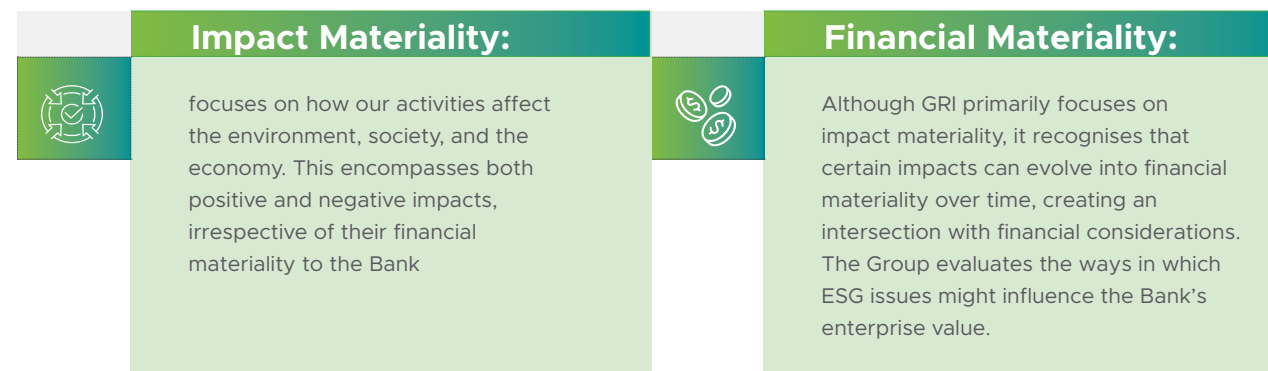 Impact Materiality:
focuses on how our activities affect
the environment, society, and the
economy. This encompasses both
positive and negative impacts,
irrespective of their financial
materiality to the Bank
Financial Materiality:
Although GRI primarily focuses on
impact materiality, it recognises that
certain impacts can evolve into financial
materiality over time, creating an
intersection with financial considerations.
The Group evaluates the ways in which
ESG issues might influence the Bank’s
enterprise value.